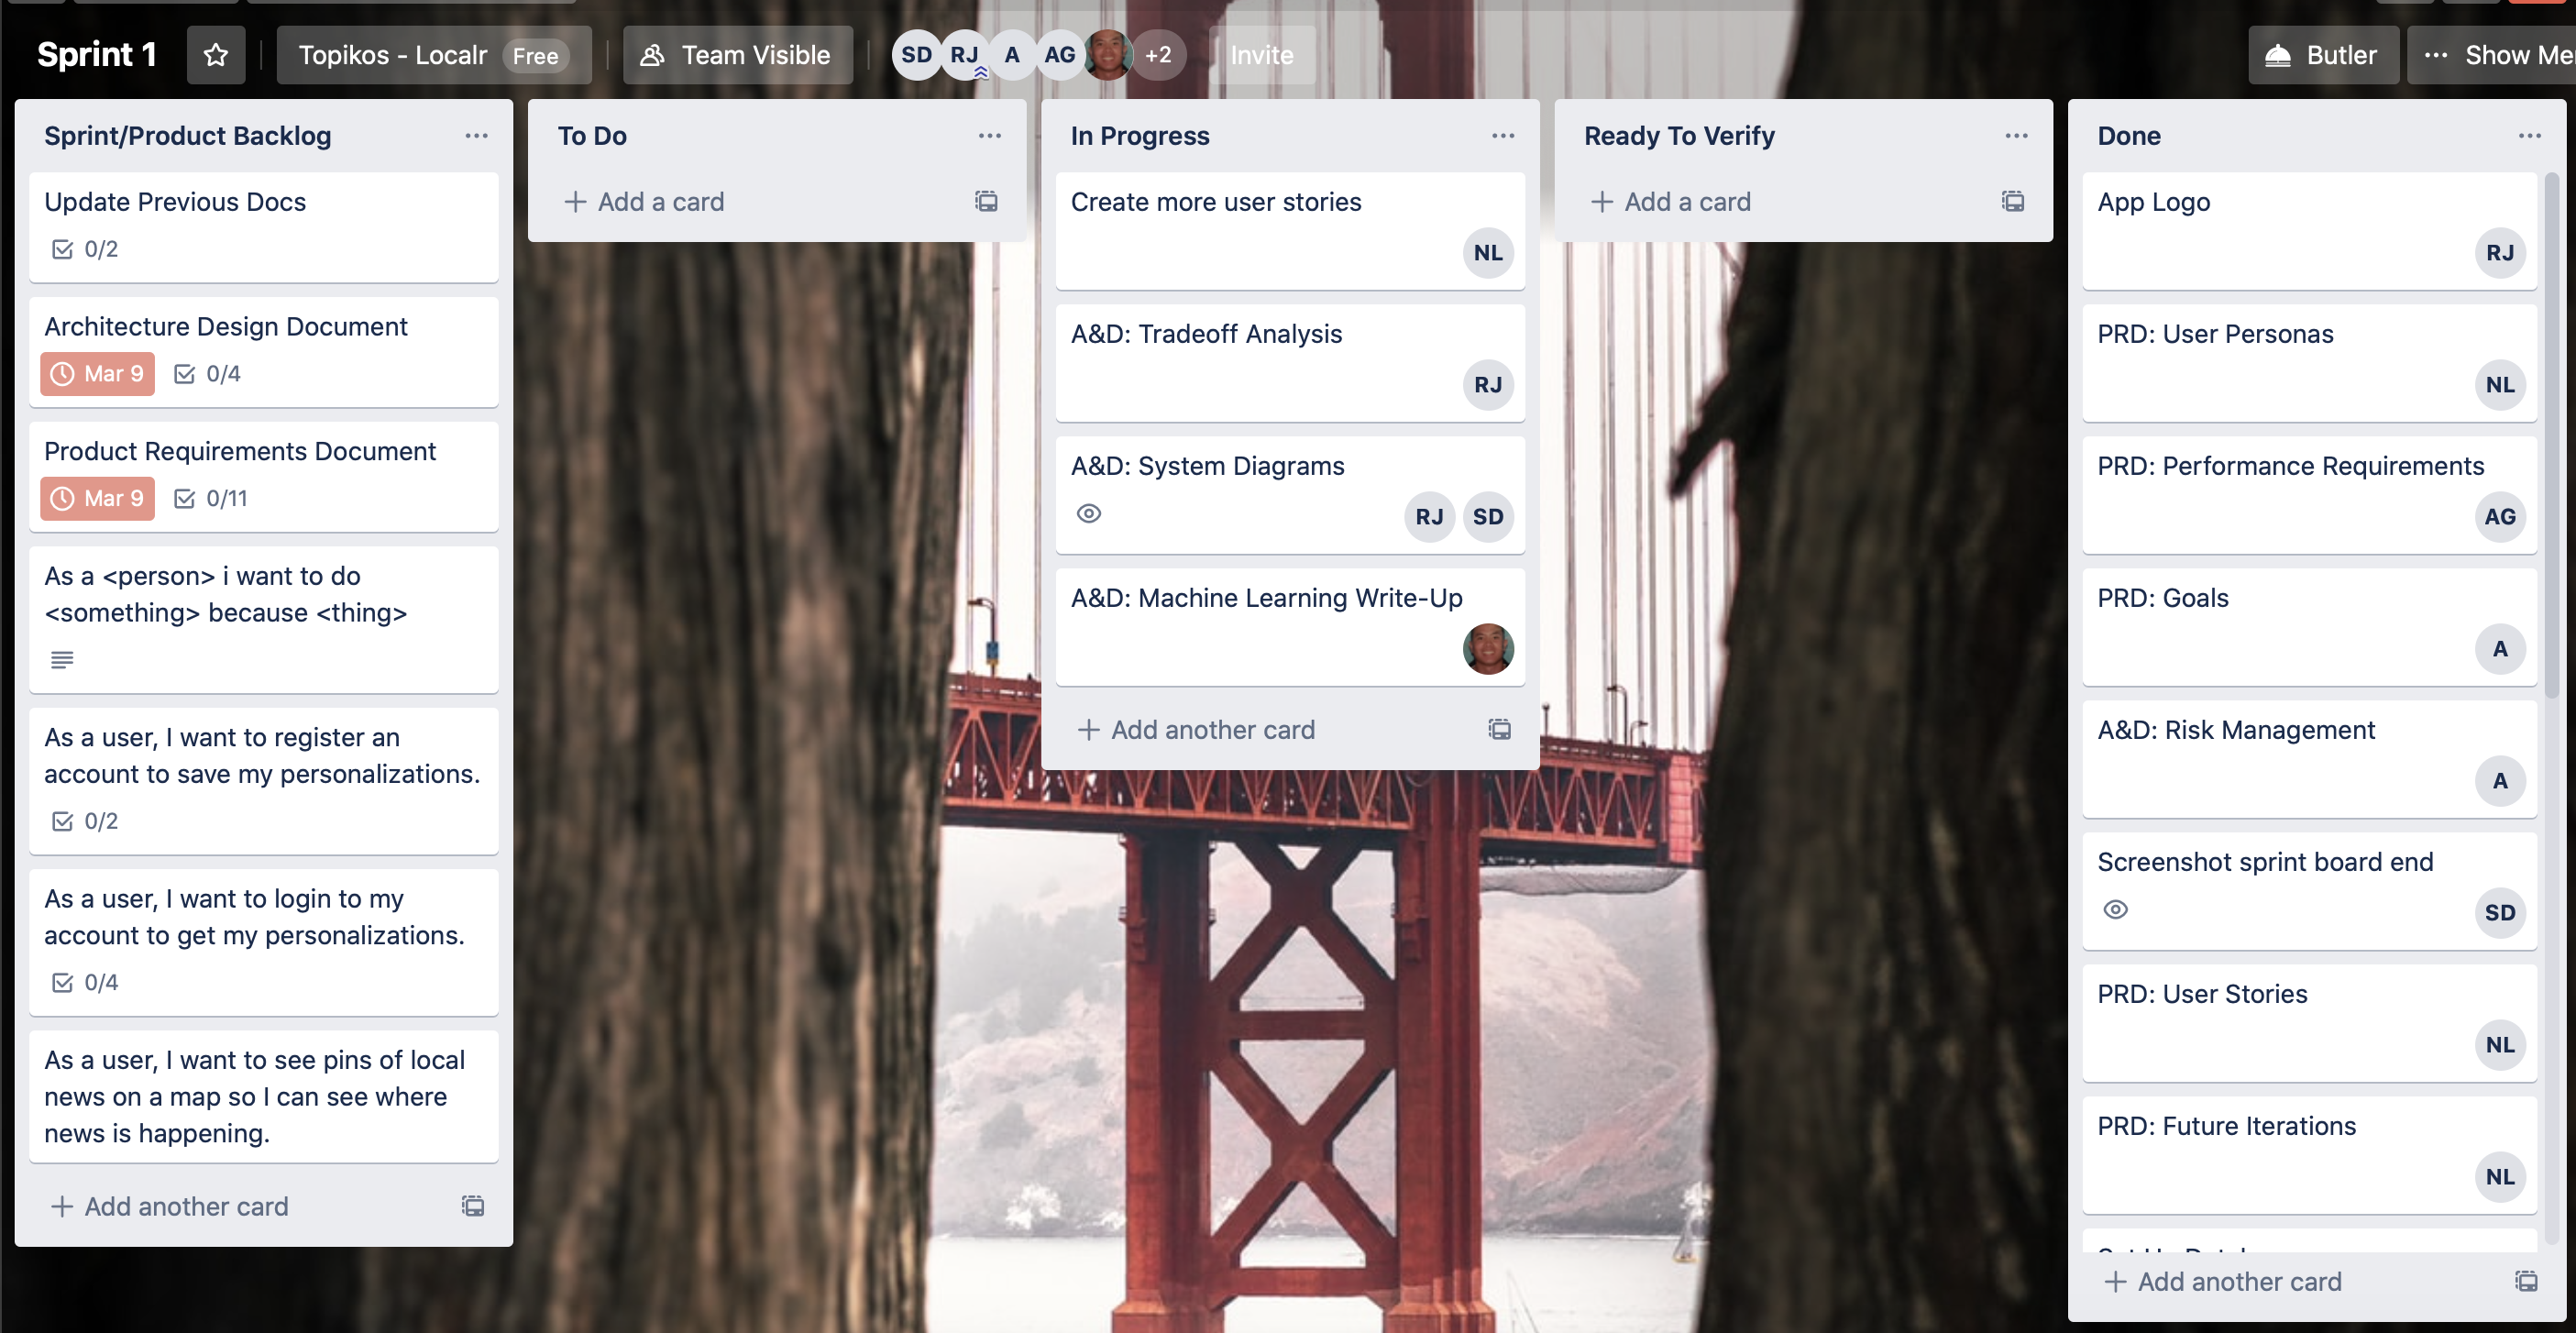 Sprint 1
Topikos - Localr Free
Team Visible
SD RJ A AG +2
Invite
Butler
Show
Sprint/Product Backlog
Update Previous Docs
0/2
Architecture Design Document
Mar 9 0/4
Product Requirements Document
Mar 9 0/11
As a <person> i want to do
<something> because <thing>
As a user, I want to register an
account to save my personalizations.
0/2
As a user, I want to login to my
account to get my personalizations.
0/4
As a user, I want to see pins of local
news on a map so I can see where
news is happening.
Add another card
To Do
Add a card
In Progress
Create more user stories
NL
A&D: Tradeoff Analysis
RJ
A&D: System Diagrams
RJ SD
A&D: Machine Learning Write-Up
Add another card
Ready To Verify
Add a card
Done
App Logo
RJ
PRD: User Personas
NL
PRD: Performance Requirements
AG
PRD: Goals
A
A&D: Risk Management
A
Screenshot sprint board end
SD
PRD: User Stories
NL
PRD: Future Iterations
NL
Add another card